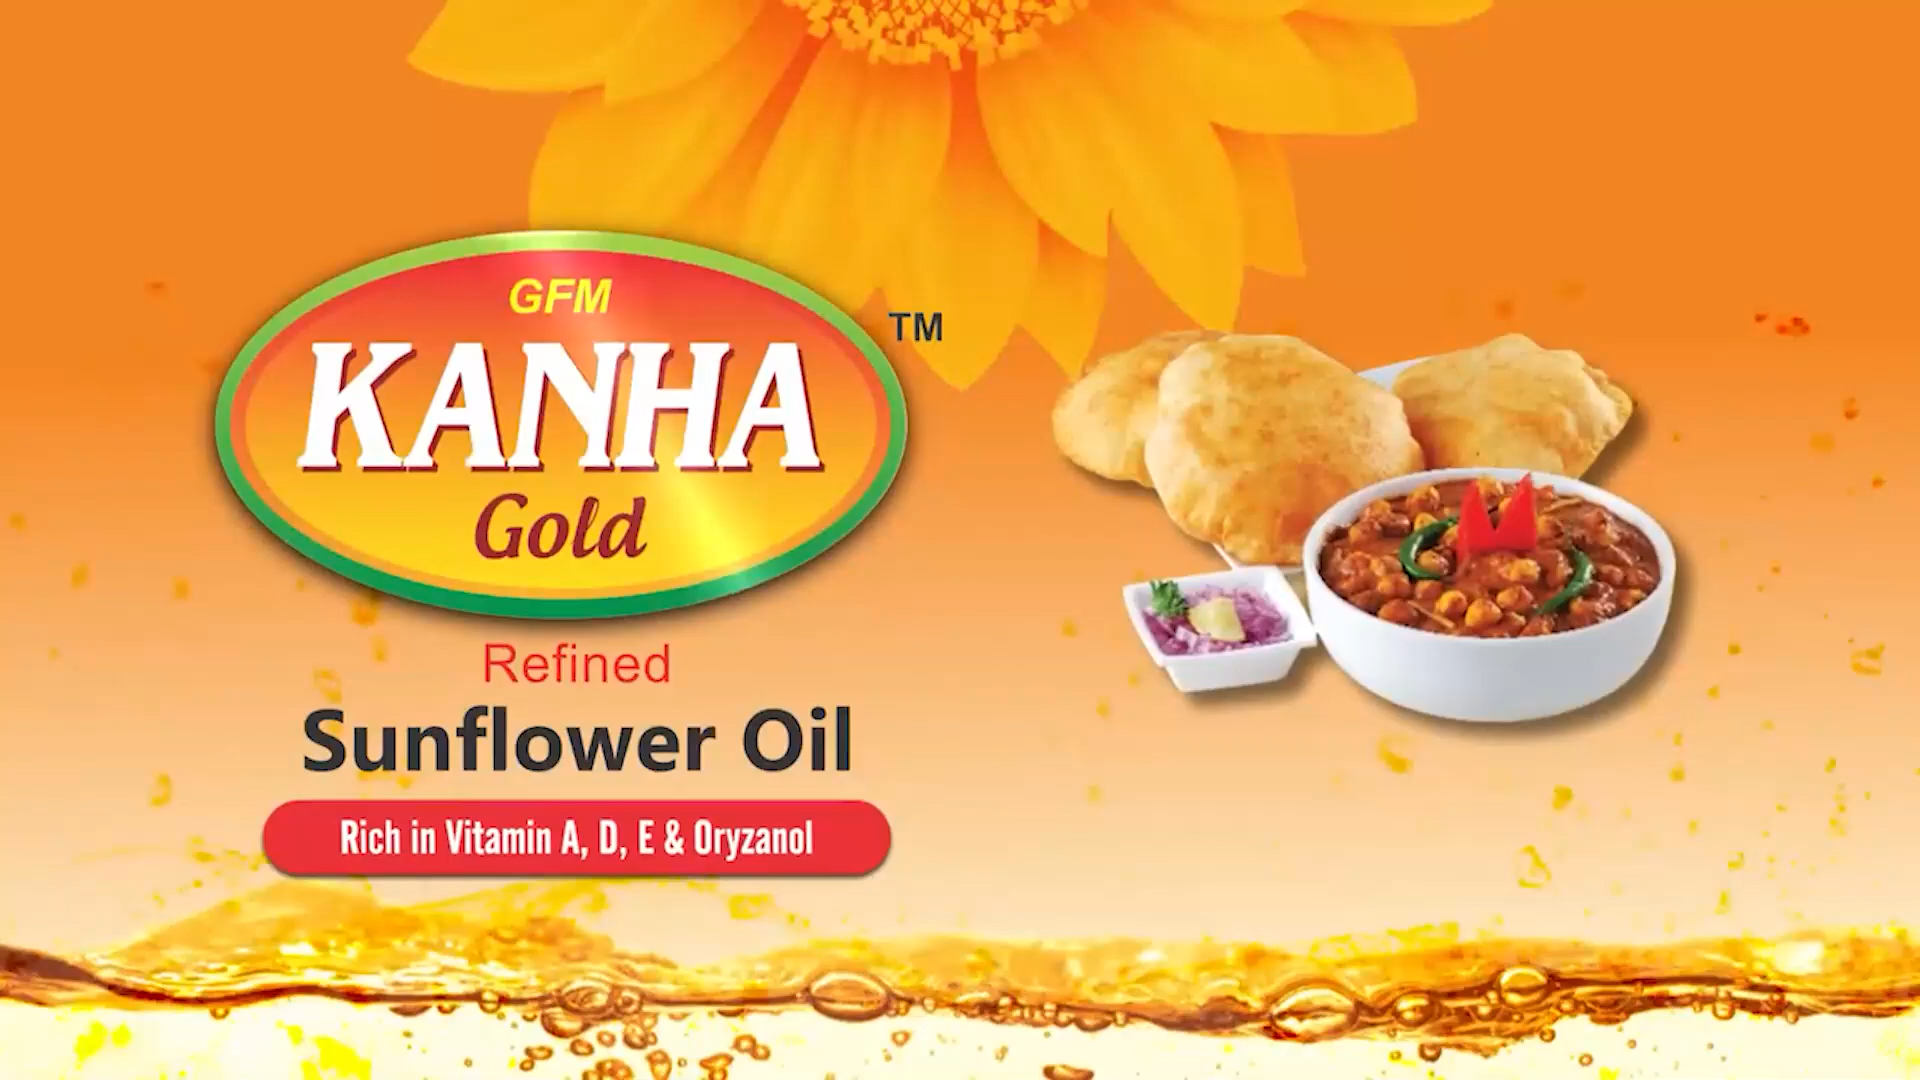 GFM
KANHA
TM
Gold
Refined
Sunflower Oil
Rich in Vitamin A, D, E & Oryzanol